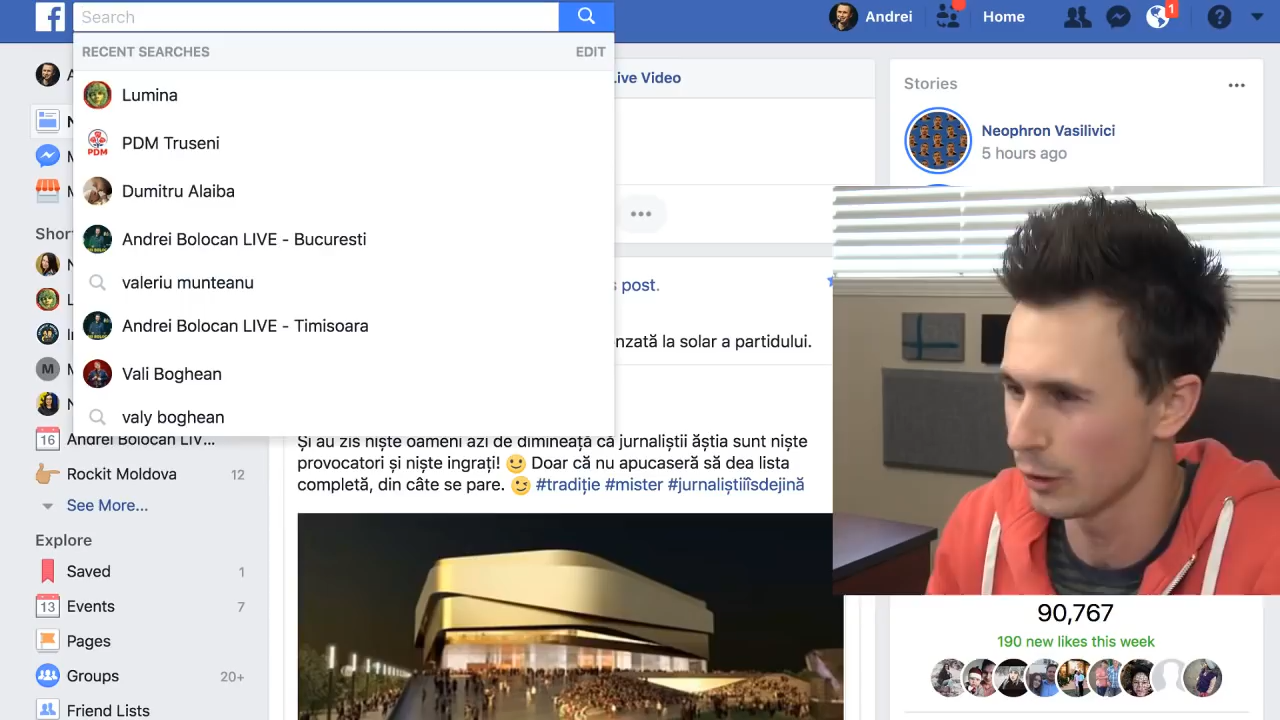 Search
Andrei
Home
1
RECENT SEARCHES
EDIT
Lumina
PDM
PDM Truseni
Dumitru Alaiba
Andrei Bolocan LIVE - Bucuresti
valeriu munteanu
Andrei Bolocan LIVE - Timisoara
Vali Boghean
valy boghean
Live Video
Stories
Neophron Vasilivici
5 hours ago
post.
nzată la solar a partidului.
Și au zis niște oameni azi de dimineață că jurnaliștii ăștia sunt niște
provocatori și niște ingrați! 🙂 Doar că nu apucaseră să dea lista
completă, din câte se pare. 😉 #tradiție #mister #jurnaliștiiîsdejină
M
16
Andrei Bolocan LIV...
Rockit Moldova 12
See More...
Explore
Saved 1
13
Events 7
Pages
Groups 20+
Friend Lists
90,767
190 new likes this week